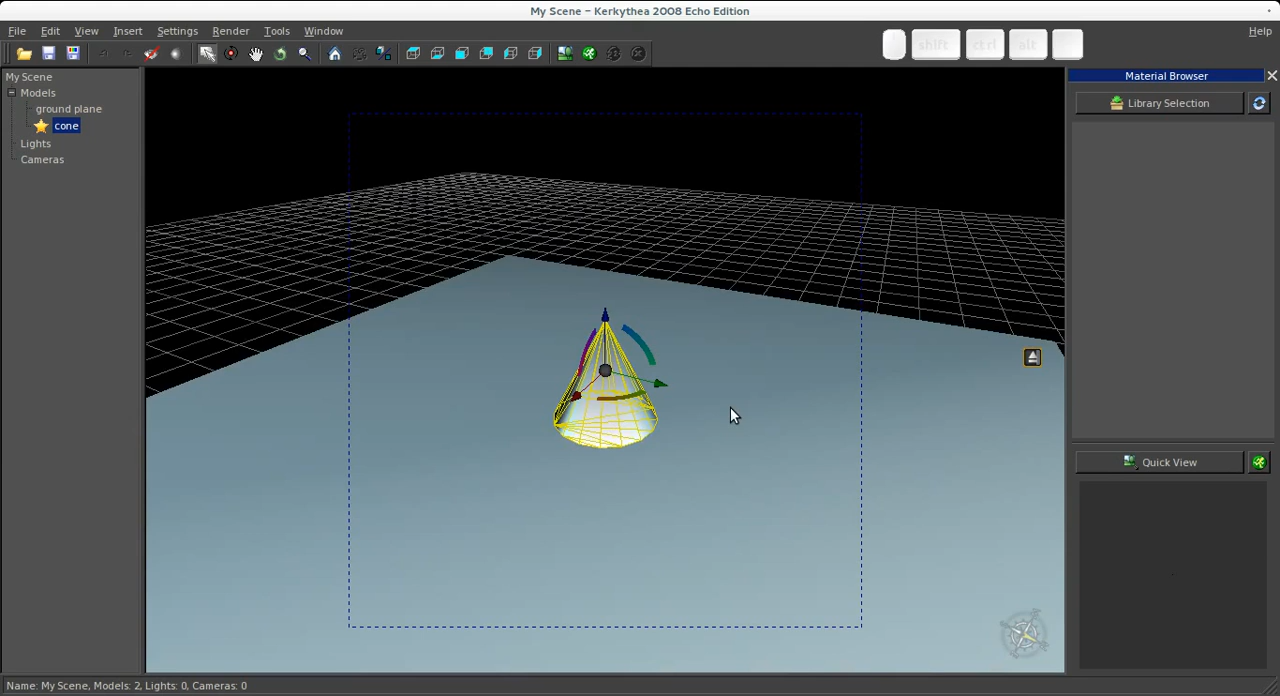 My Scene - Kerkythea 2008 Echo Edition
File Edit View Insert Settings Render Tools Window Help
shift ctrl alt
My Scene
Models
ground plane
cone
Lights
Cameras
Material Browser
Library Selection
Quick View
Name: My Scene, Models: 2, Lights: 0, Cameras: 0